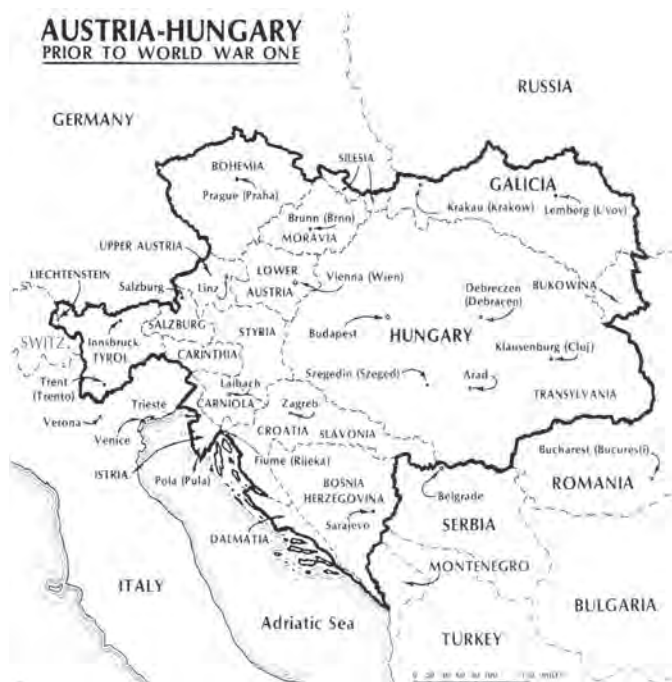 AUSTRIA-HUNGARY
PRIOR TO WORLD WAR ONE
RUSSIA
GERMANY
BOHEMIA
Prague (Praha)
SILESIA
GALICIA
Krakau (Krakow)
Lemberg (L'vov)
Brunn (Brnn)
MORAVIA
UPPER AUSTRIA
LIECHTENSTEIN
Salzburg
Linz
LOWER
AUSTRIA
Vienna (Wien)
Debreczen
(Debracen)
BUKOWINA
SWITZ.
Innsbruck
TYROL
SALZBURG
STYRIA
Budapest
HUNGARY
CARINTHIA
Klausenburg (Cluj)
Trent
(Trento)
Laibach
CARNIOLA
Szegedin (Szeged)
Arad
TRANSYLVANIA
Verona
Trieste
Venice
Zagreb
CROATIA
SLAVONIA
Bucharest (Bucuresti)
ISTRIA
Pola (Pula)
Fiume (Rijeka)
BOSNIA
HERZEGOVINA
Sarajevo
Belgrade
ROMANIA
SERBIA
DALMATIA
MONTENEGRO
ITALY
Adriatic Sea
BULGARIA
TURKEY